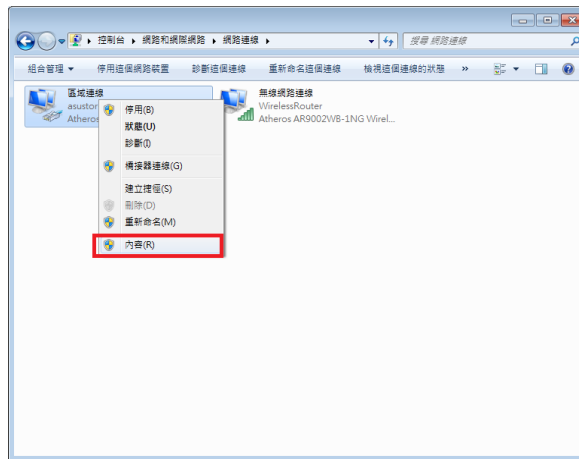 控制台 ▸ 網路和網際網路 ▸ 網路連線 ▸
搜尋 網路連線
組合管理 ▼ 停用這個網路裝置 診斷這個連線 重新命名這個連線 檢視這個連線的狀態 »
區域連線
asustor
Atheros
無線網路連線
WirelessRouter
Atheros AR9002WB-1NG Wirel...
停用(B)
狀態(U)
診斷(I)
橋接器連線(G)
建立捷徑(S)
刪除(D)
重新命名(M)
內容(R)